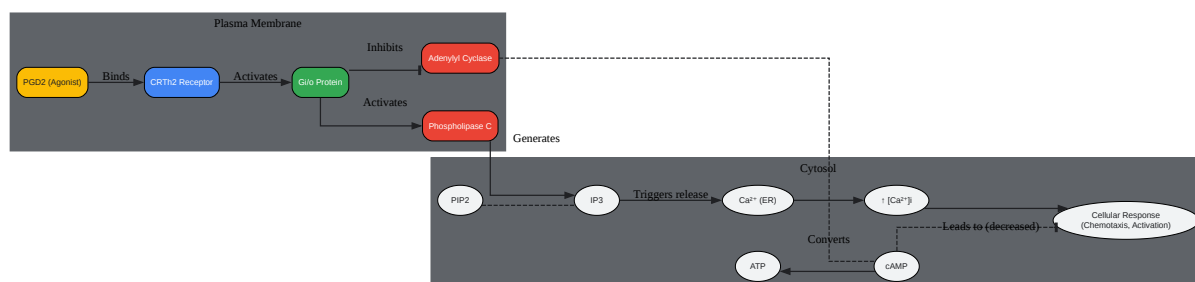 Plasma Membrane
Inhibits
Adenylyl Cyclase
PGD2 (Agonist)
Binds
CRTh2 Receptor
Activates
Gi/o Protein
Activates
Phospholipase C
Generates
Cytosol
PIP2
IP3
Triggers release
Ca²⁺ (ER)
↑ [Ca²⁺]i
Cellular Response
(Chemotaxis, Activation)
Leads to (decreased)
Converts
ATP
cAMP